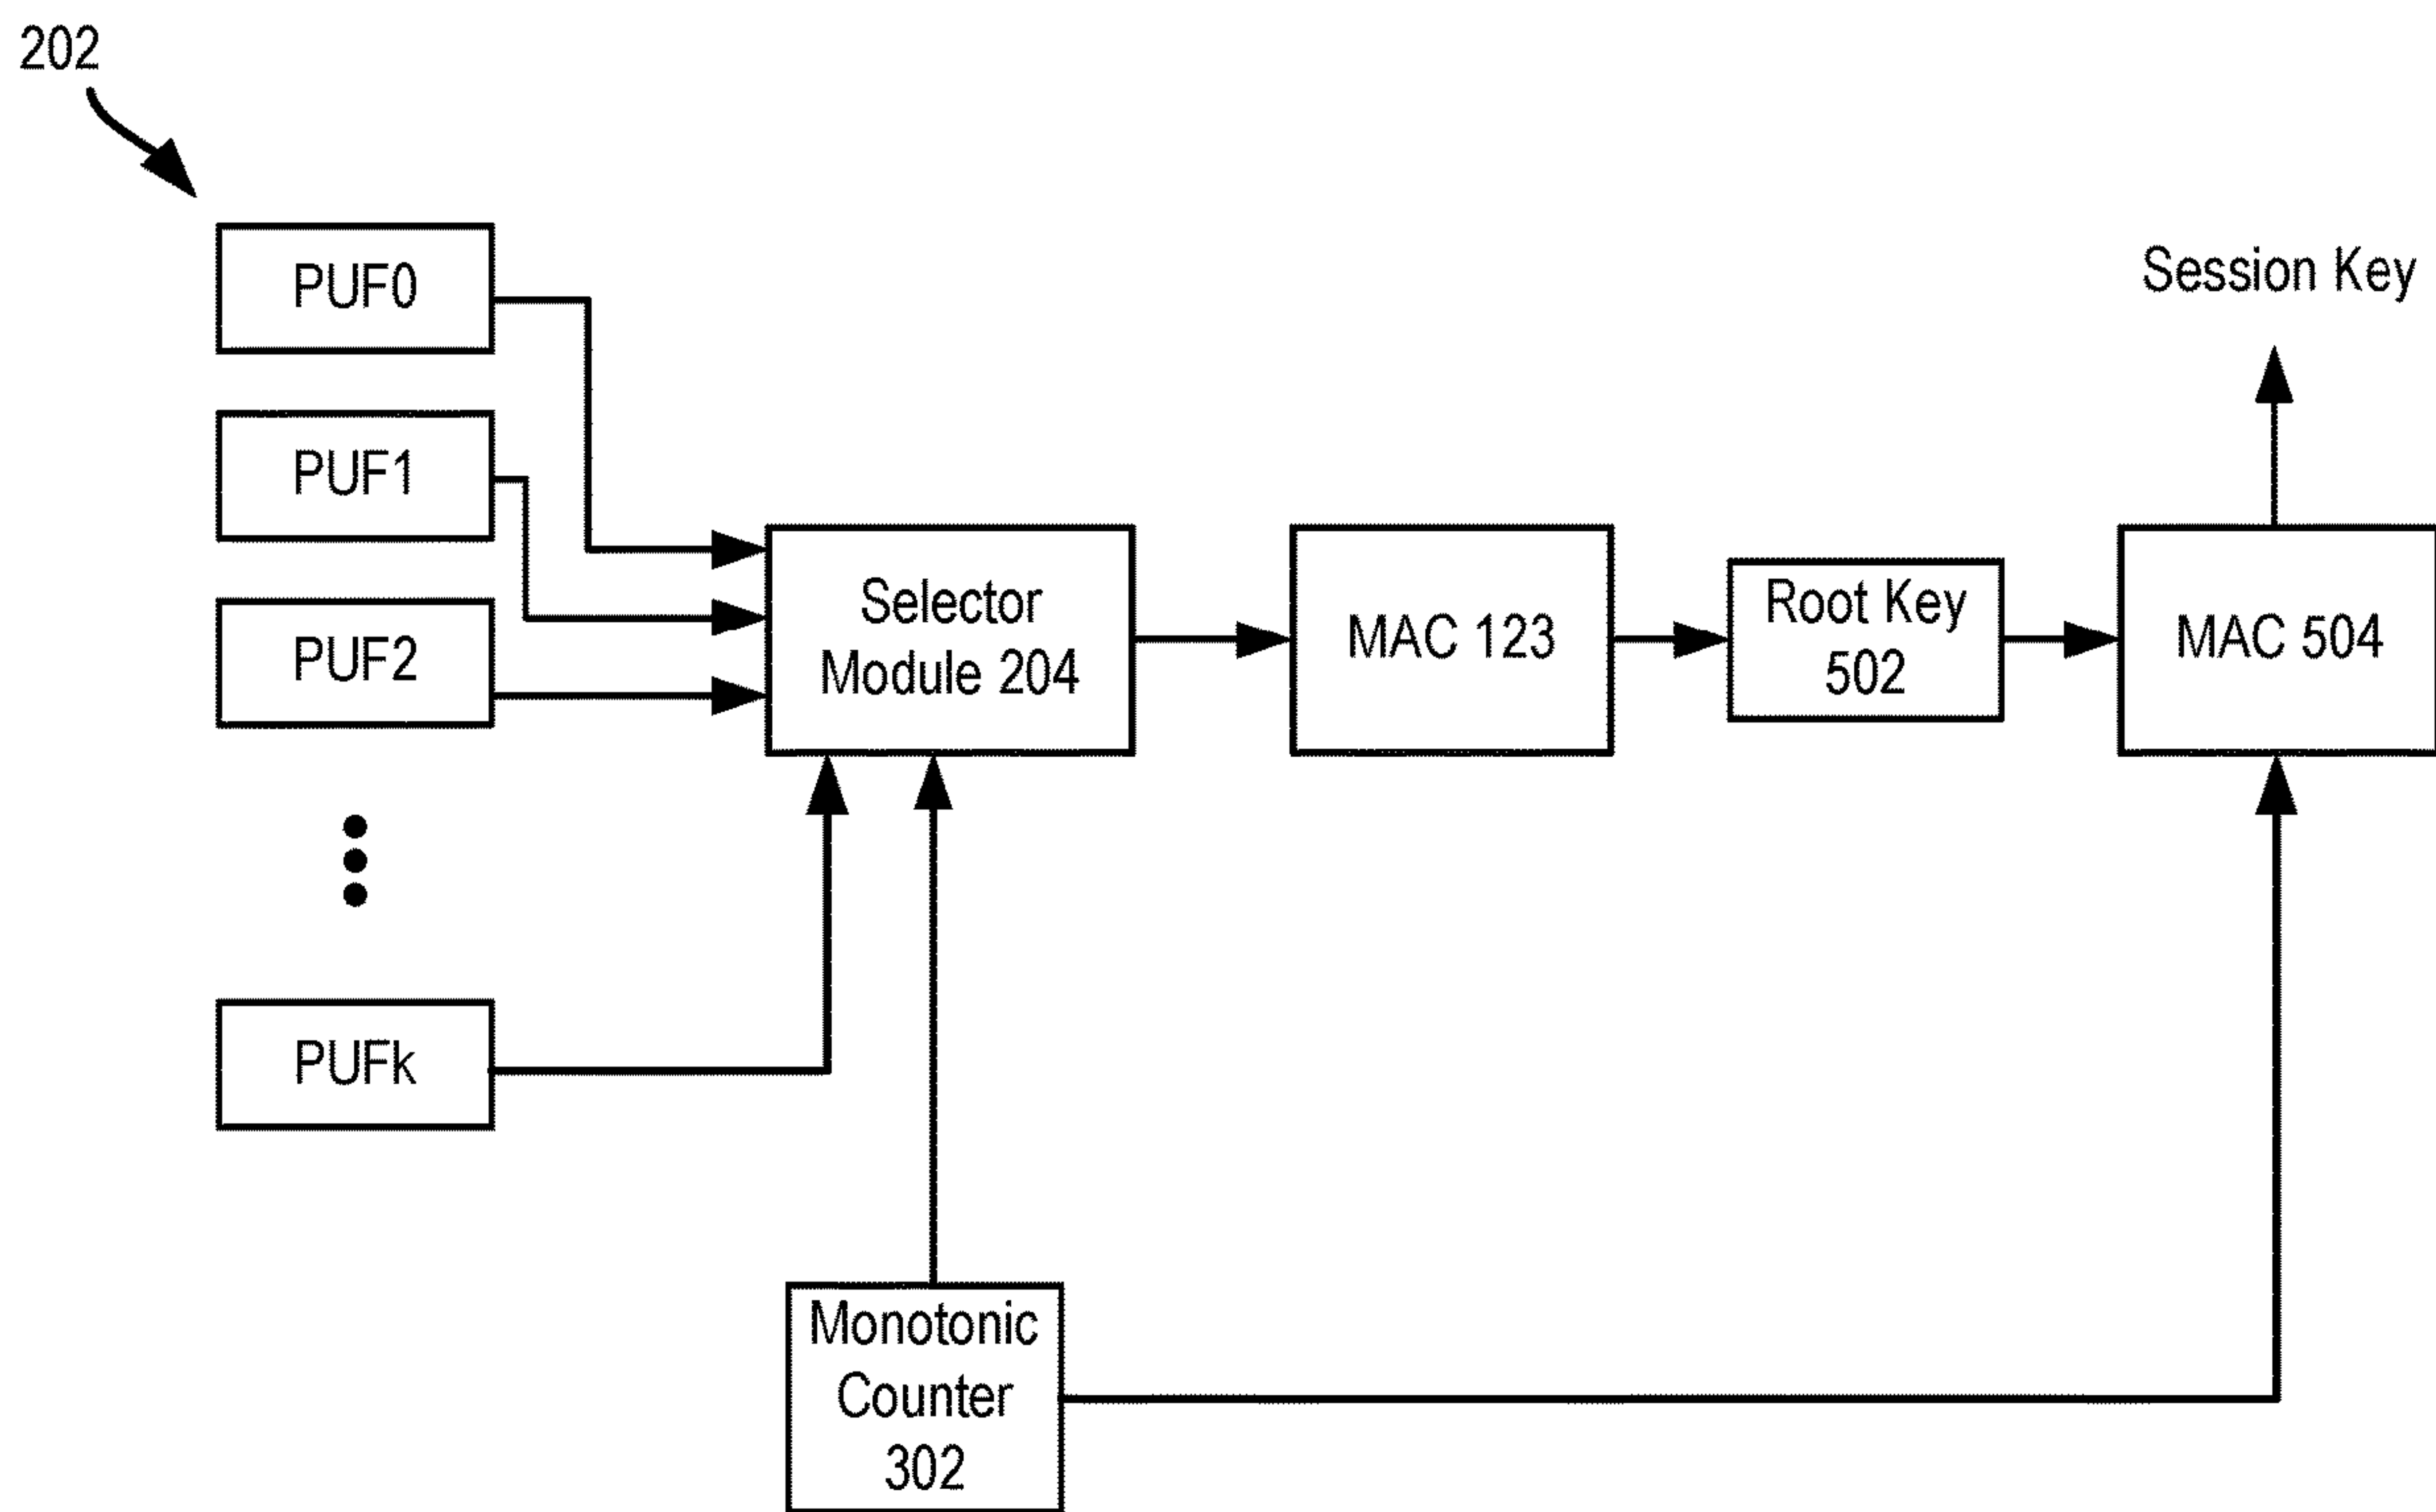 202
PUF0
PUF1
PUF2
PUFk
Selector
Module 204
MAC 123
Root Key
502
MAC 504
Session Key
Monotonic
Counter
302